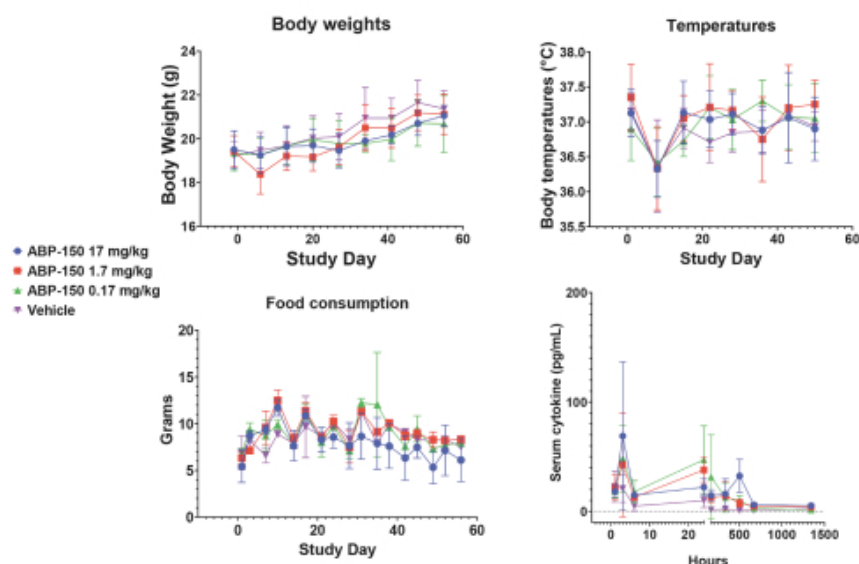 Body weights
24
22
20
18
16
Body Weight (g)
0 20 40 60
Study Day
Temperatures
38.0
37.5
37.0
36.5
36.0
35.5
Body temperatures (°C)
0 20 40 60
Study Day
ABP-150 17 mg/kg
ABP-150 1.7 mg/kg
ABP-150 0.17 mg/kg
Vehicle
Food consumption
20
15
10
5
0
Grams
0 20 40 60
Study Day
200
100
0
Serum cytokine (pg/mL)
0 10 20 500 1000 1500
Hours